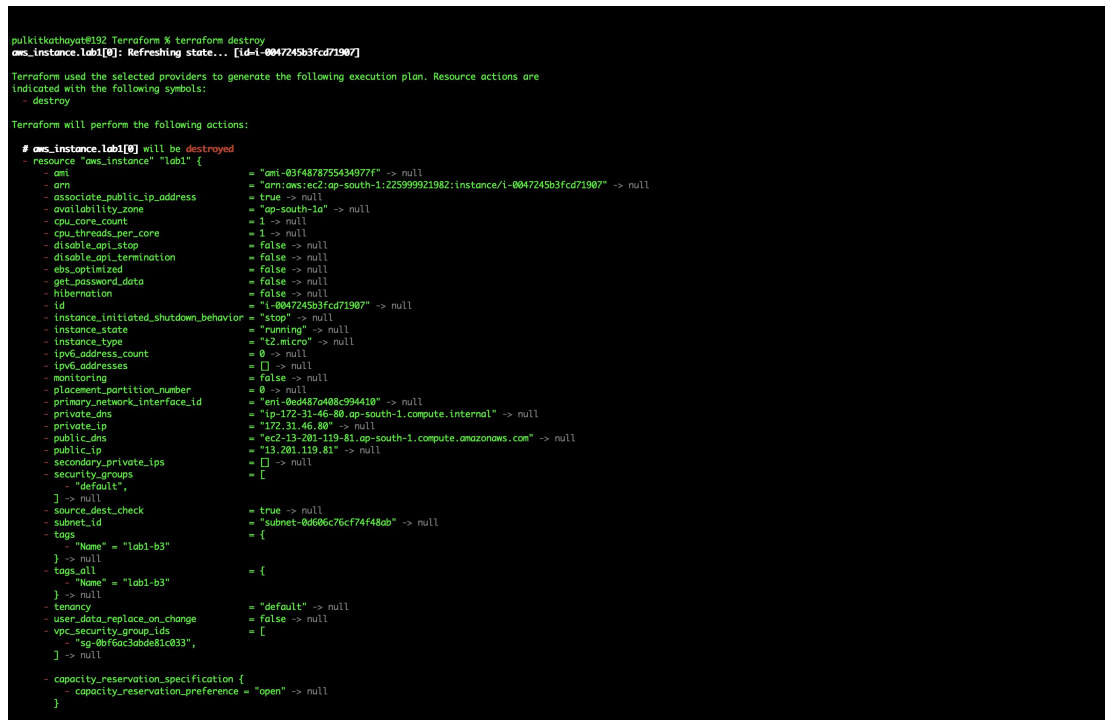 pulkitkathayat@192 Terraform % terraform destroy
aws_instance.lab1[0]: Refreshing state... [id=i-0047245b3fcd71907]
Terraform used the selected providers to generate the following execution plan. Resource actions are
indicated with the following symbols:
- destroy
Terraform will perform the following actions:
# aws_instance.lab1[0] will be destroyed
- resource "aws_instance" "lab1" {
- ami = "ami-03f4878755434977f" -> null
- arn = "arn:aws:ec2:ap-south-1:225999921982:instance/i-0047245b3fcd71907" -> null
- associate_public_ip_address = true -> null
- availability_zone = "ap-south-1a" -> null
- cpu_core_count = 1 -> null
- cpu_threads_per_core = 1 -> null
- disable_api_stop = false -> null
- disable_api_termination = false -> null
- ebs_optimized = false -> null
- get_password_data = false -> null
- hibernation = false -> null
- id = "i-0047245b3fcd71907" -> null
- instance_initiated_shutdown_behavior = "stop" -> null
- instance_state = "running" -> null
- instance_type = "t2.micro" -> null
- ipv6_address_count = 0 -> null
- ipv6_addresses = [] -> null
- monitoring = false -> null
- placement_partition_number = 0 -> null
- primary_network_interface_id = "eni-0ed487a408c994410" -> null
- private_dns = "ip-172-31-46-80.ap-south-1.compute.internal" -> null
- private_ip = "172.31.46.80" -> null
- public_dns = "ec2-13-201-119-81.ap-south-1.compute.amazonaws.com" -> null
- public_ip = "13.201.119.81" -> null
- secondary_private_ips = [] -> null
- security_groups = [
- "default",
] -> null
- source_dest_check = true -> null
- subnet_id = "subnet-0d606c76cf74f48ab" -> null
- tags = {
- "Name" = "lab1-b3"
} -> null
- tags_all = {
- "Name" = "lab1-b3"
} -> null
- tenancy = "default" -> null
- user_data_replace_on_change = false -> null
- vpc_security_group_ids = [
- "sg-0bf6ac3abde81c033",
] -> null
- capacity_reservation_specification {
- capacity_reservation_preference = "open" -> null
}